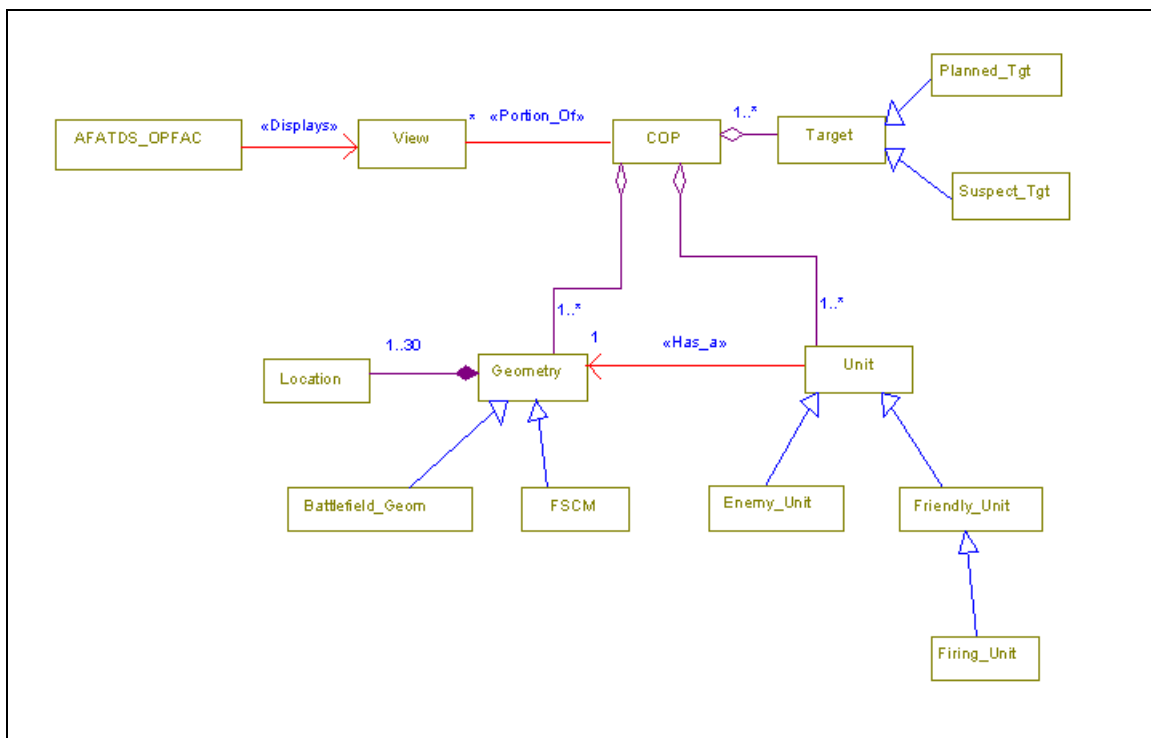 Planned_Tgt
AFATDS_OPFAC
«Displays»
View
*
«Portion_Of»
COP
1..*
Target
Suspect_Tgt
1..*
1..*
1..30
1
«Has_a»
Location
Geometry
Unit
Battlefield_Geom
FSCM
Enemy_Unit
Friendly_Unit
Firing_Unit